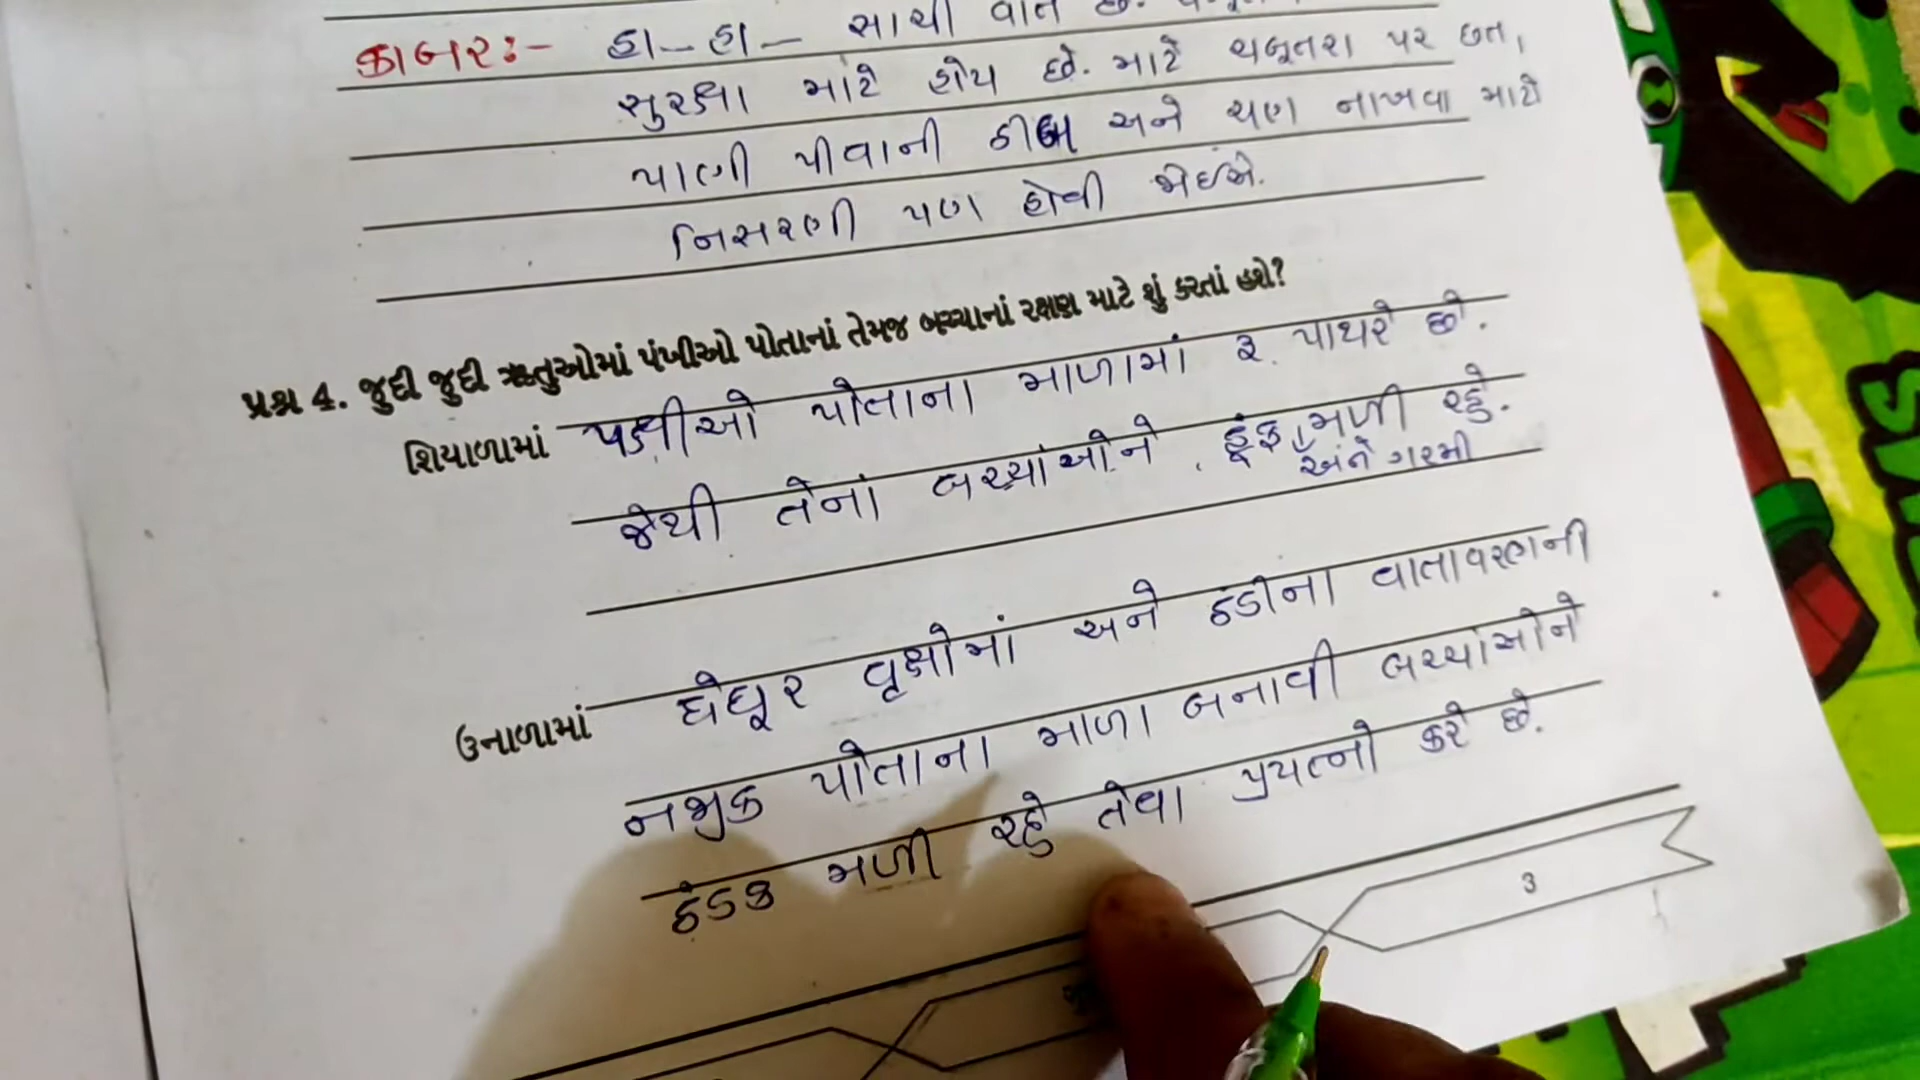 કાબર:- હા-હા- સાચી વાત છે.
સુરક્ષા માટે હોય છે. માટે ચબૂતરા પર છત,
પાણી પીવાની ઠીબ અને ચણ નાખવા માટે
નિસરણી પણ હોવી જોઈએ.
પ્રશ્ન 4. જુદી જુદી ઋતુઓમાં પંખીઓ પોતાનાં તેમજ બચ્ચાનાં રક્ષણ માટે શું કરતાં હશે?
શિયાળામાં પક્ષીઓ પોતાના માળામાં રૂ પાથરે છે.
જેથી તેનાં બચ્ચાંઓને હૂંફ મળી રહે.
અને ગરમી
ઉનાળામાં ઘેઘૂર વૃક્ષોમાં અને ઠંડીના વાતાવરણની
નજીક પોતાના માળા બનાવી બચ્ચાંઓને
ઠંડક મળી રહે તેવા પ્રયત્નો કરે છે.
3